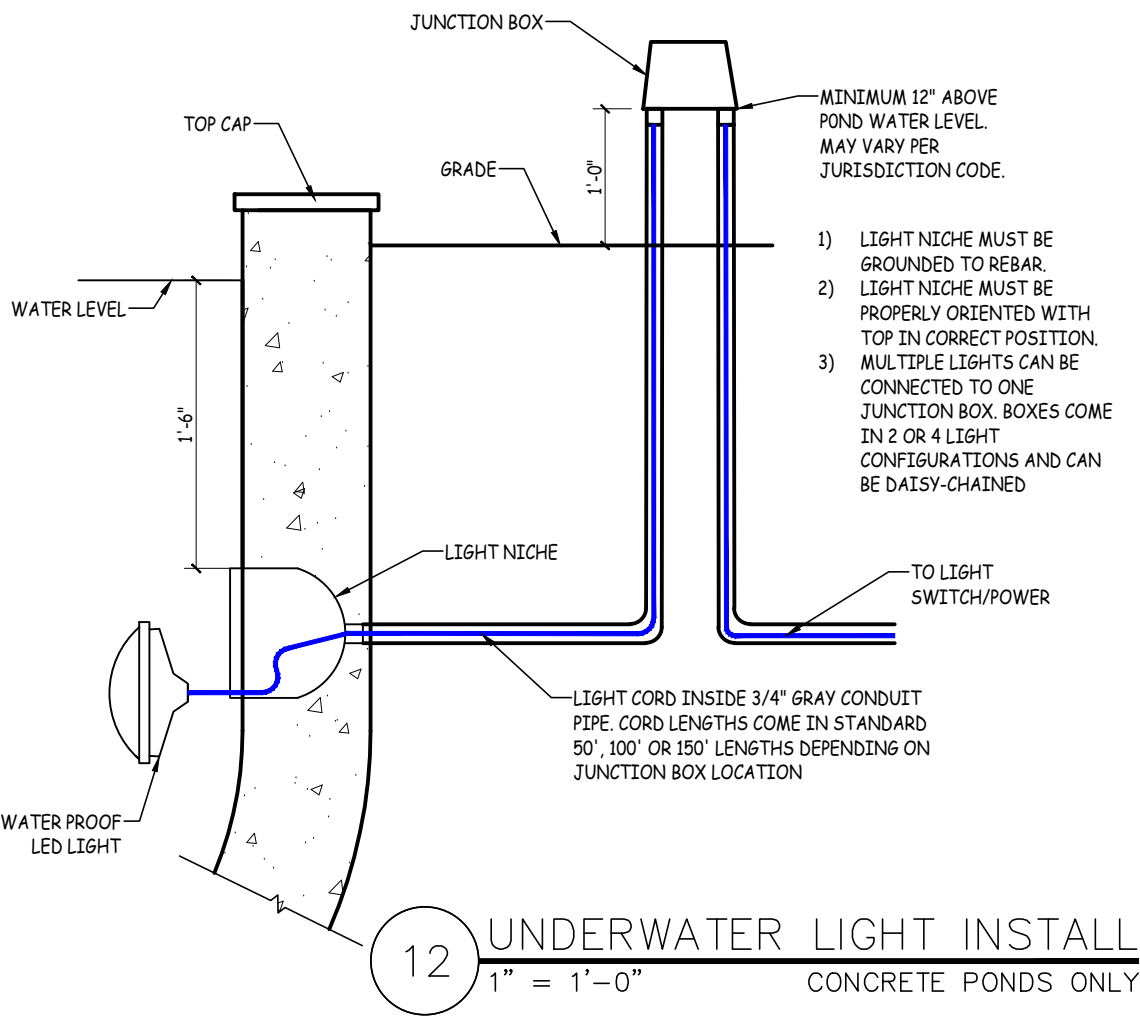 JUNCTION BOX
MINIMUM 12" ABOVE
POND WATER LEVEL.
MAY VARY PER
JURISDICTION CODE.
TOP CAP
GRADE
1'-0"
1) LIGHT NICHE MUST BE
GROUNDED TO REBAR.
2) LIGHT NICHE MUST BE
PROPERLY ORIENTED WITH
TOP IN CORRECT POSITION.
3) MULTIPLE LIGHTS CAN BE
CONNECTED TO ONE
JUNCTION BOX. BOXES COME
IN 2 OR 4 LIGHT
CONFIGURATIONS AND CAN
BE DAISY-CHAINED
WATER LEVEL
1'-6"
LIGHT NICHE
TO LIGHT
SWITCH/POWER
LIGHT CORD INSIDE 3/4" GRAY CONDUIT
PIPE. CORD LENGTHS COME IN STANDARD
50', 100' OR 150' LENGTHS DEPENDING ON
JUNCTION BOX LOCATION
WATER PROOF
LED LIGHT
12
UNDERWATER LIGHT INSTALL
1" = 1'-0" CONCRETE PONDS ONLY